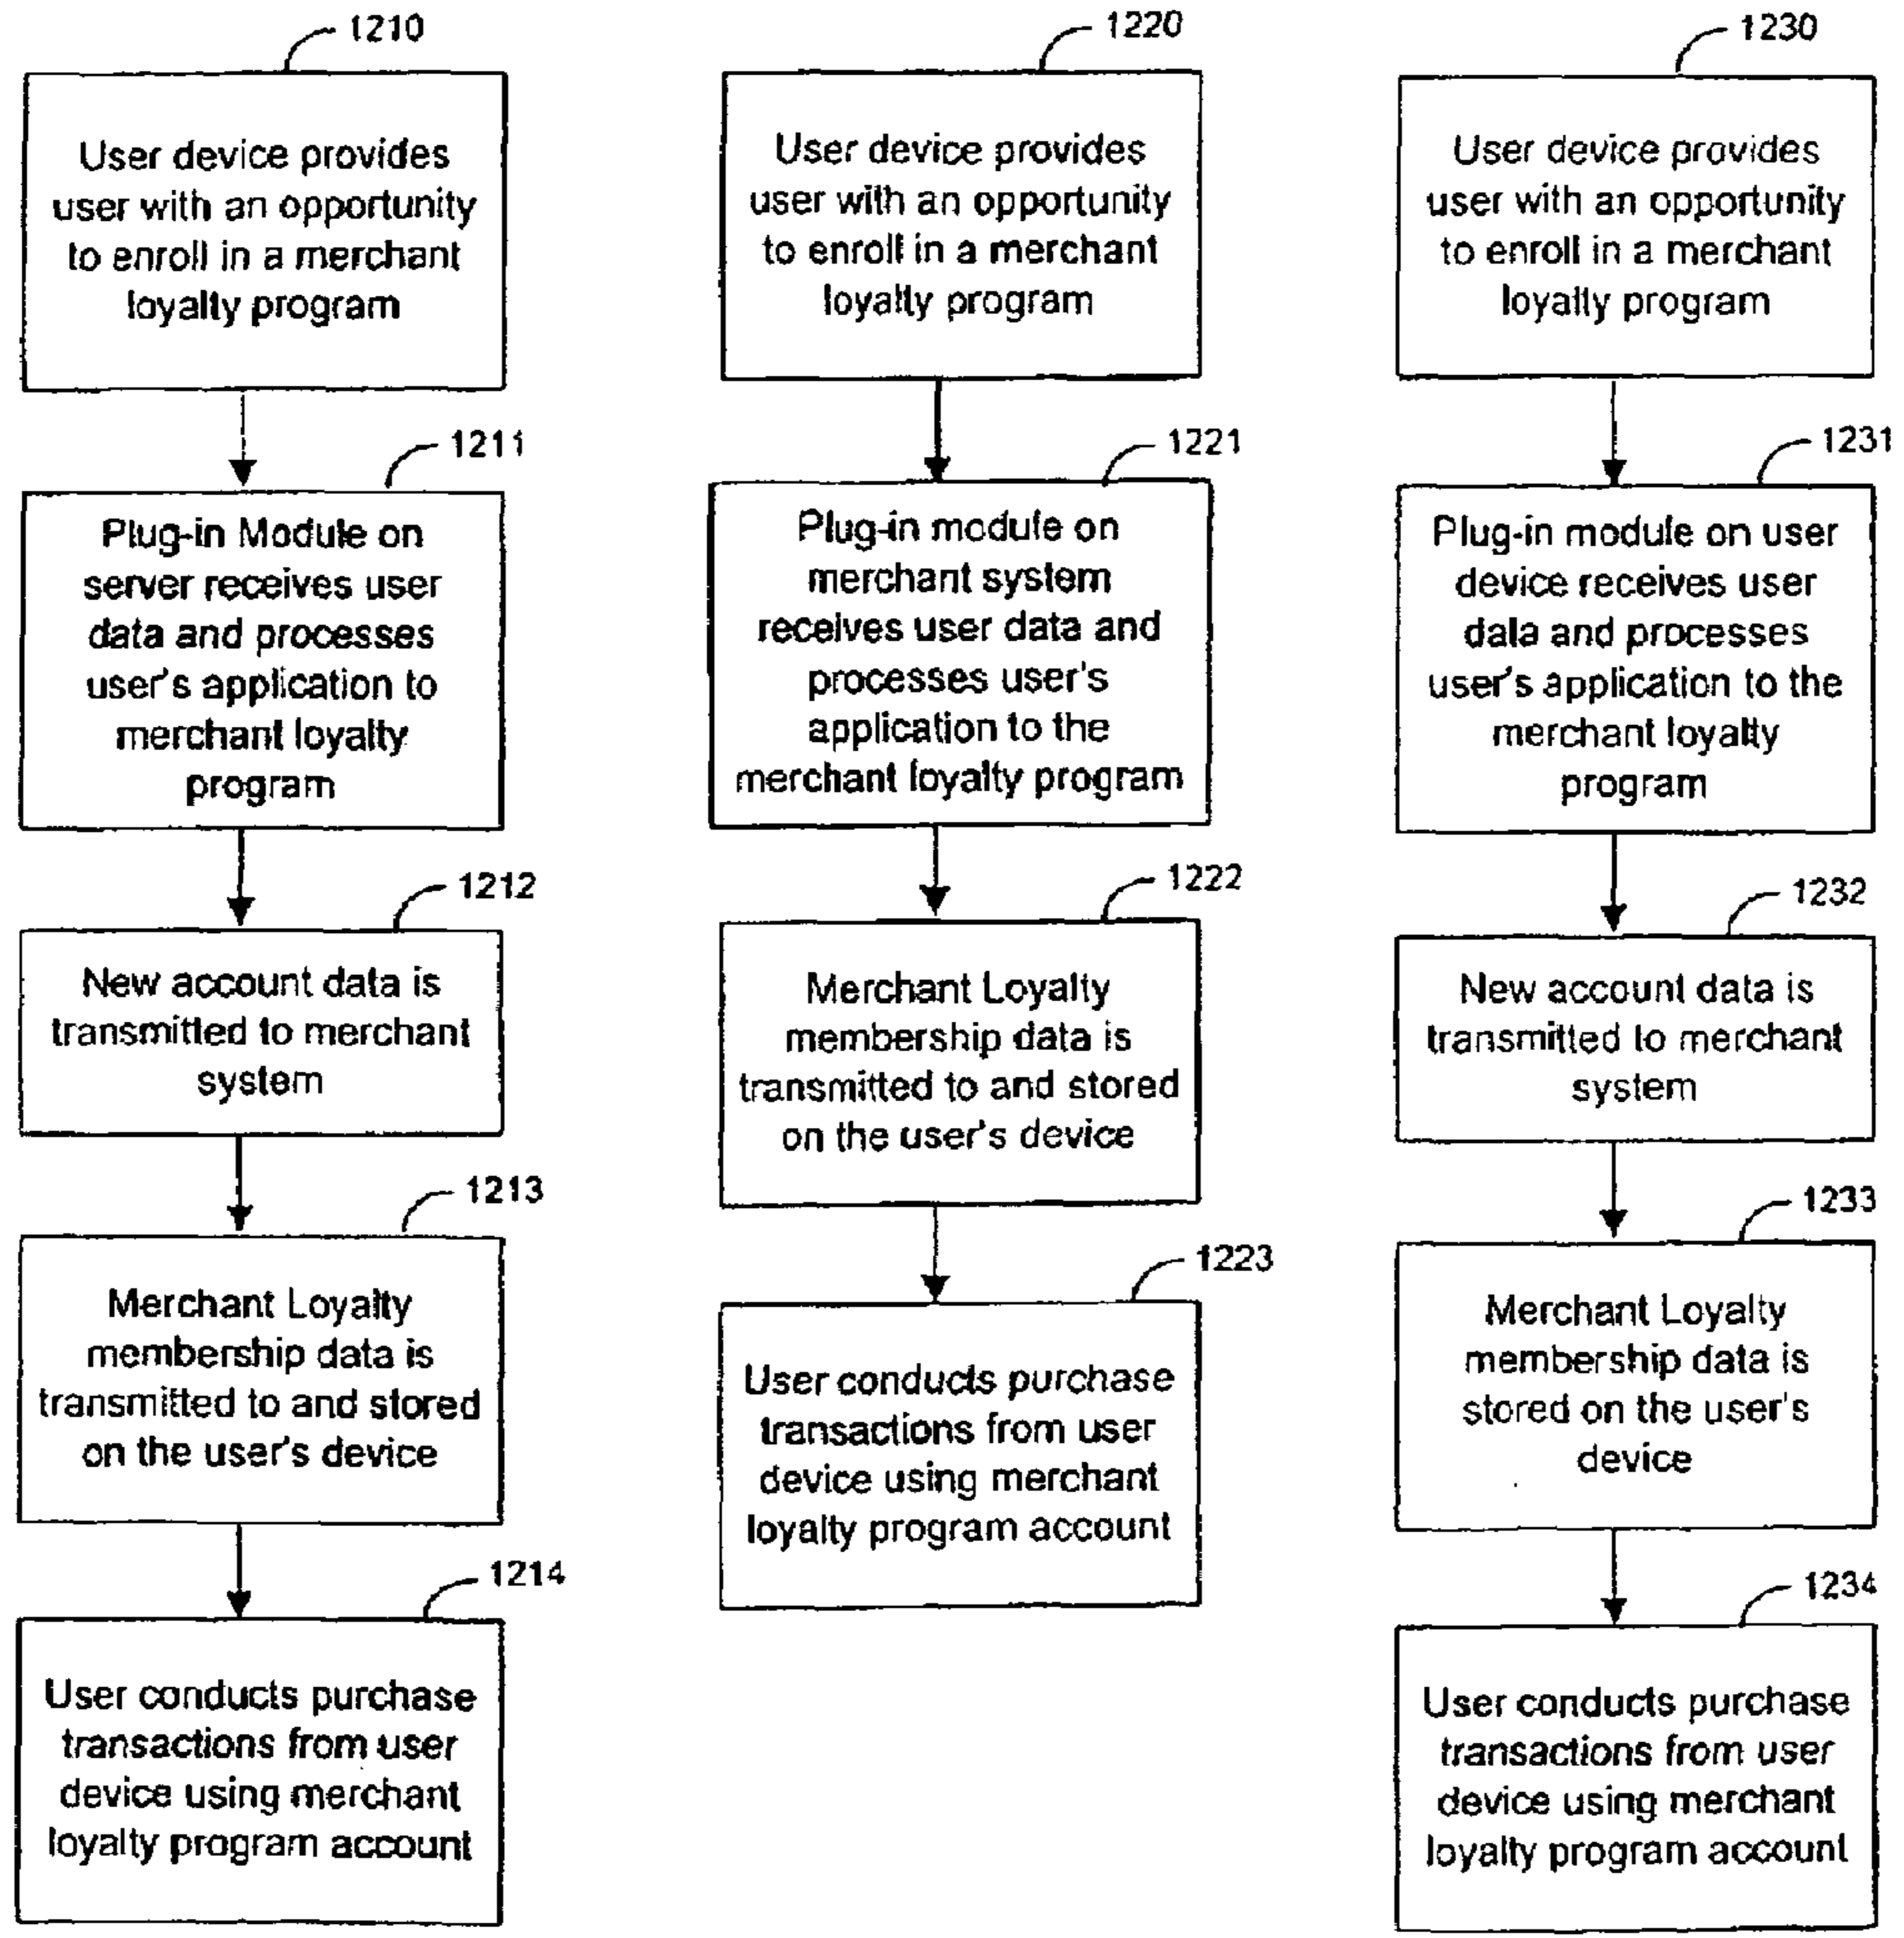 1210
User device provides
user with an opportunity
to enroll in a merchant
loyalty program
1211
Plug-in Module on
server receives user
data and processes
user's application to
merchant loyalty
program
1212
New account data is
transmitted to merchant
system
1213
Merchant Loyalty
membership data is
transmitted to and stored
on the user's device
1214
User conducts purchase
transactions from user
device using merchant
loyalty program account
1220
User device provides
user with an opportunity
to enroll in a merchant
loyalty program
1221
Plug-in module on
merchant system
receives user data and
processes user's
application to the
merchant loyalty program
1222
Merchant Loyalty
membership data is
transmitted to and stored
on the user's device
1223
User conducts purchase
transactions from user
device using merchant
loyalty program account
1230
User device provides
user with an opportunity
to enroll in a merchant
loyalty program
1231
Plug-in module on user
device receives user
data and processes
user's application to the
merchant loyalty
program
1232
New account data is
transmitted to merchant
system
1233
Merchant Loyalty
membership data is
stored on the user's
device
1234
User conducts purchase
transactions from user
device using merchant
loyalty program account